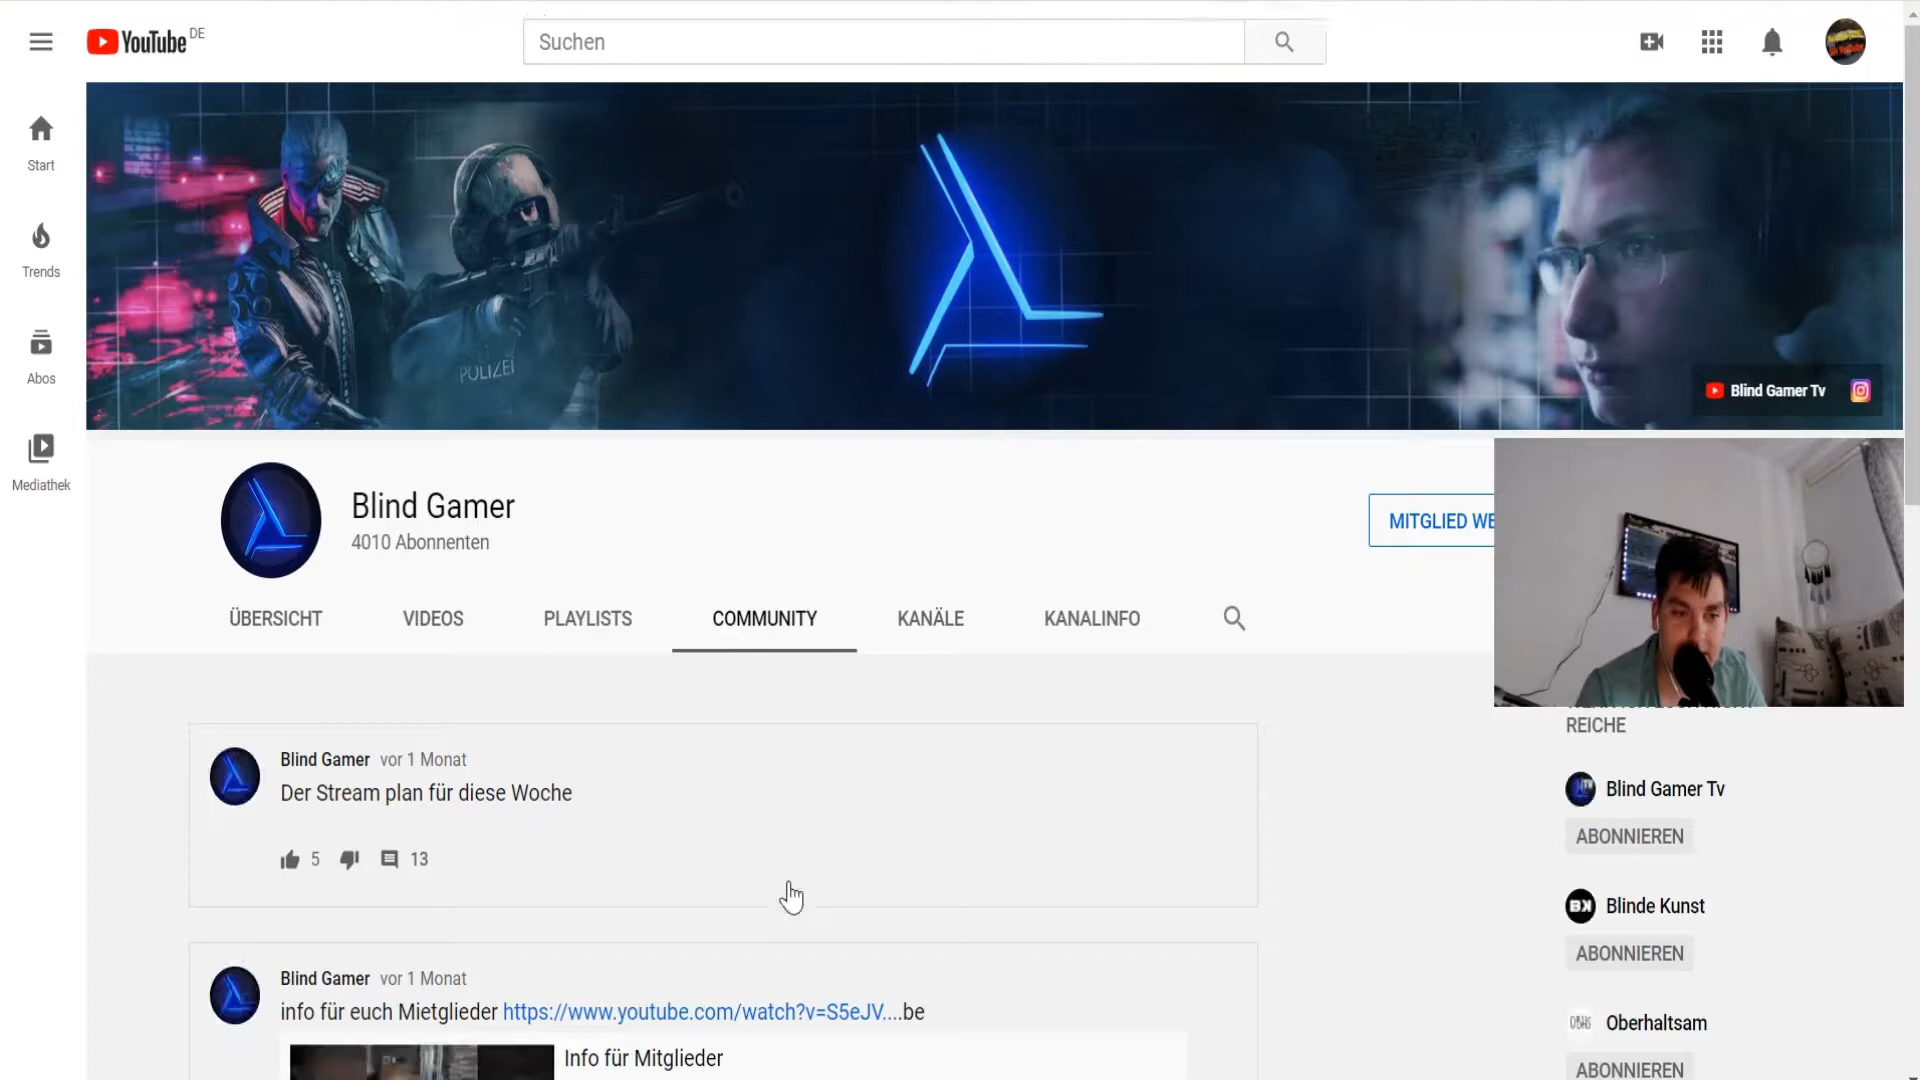 YouTube DE
Suchen
Start
Trends
Abos
Mediathek
POLIZEI
Blind Gamer Tv
Blind Gamer
4010 Abonnenten
MITGLIED WE
ÜBERSICHT
VIDEOS
PLAYLISTS
COMMUNITY
KANÄLE
KANALINFO
Blind Gamer vor 1 Monat
Der Stream plan für diese Woche
5
13
Blind Gamer vor 1 Monat
info für euch Mietglieder https://www.youtube.com/watch?v=S5eJV....be
Info für Mitglieder
REICHE
Blind Gamer Tv
ABONNIEREN
Blinde Kunst
ABONNIEREN
Oberhaltsam
ABONNIEREN